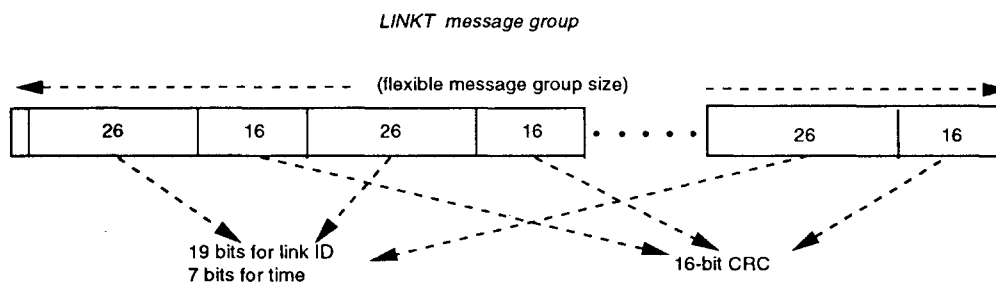 LINKT message group
(flexible message group size)
26 16 26 16 26 16
19 bits for link ID
7 bits for time
16-bit CRC